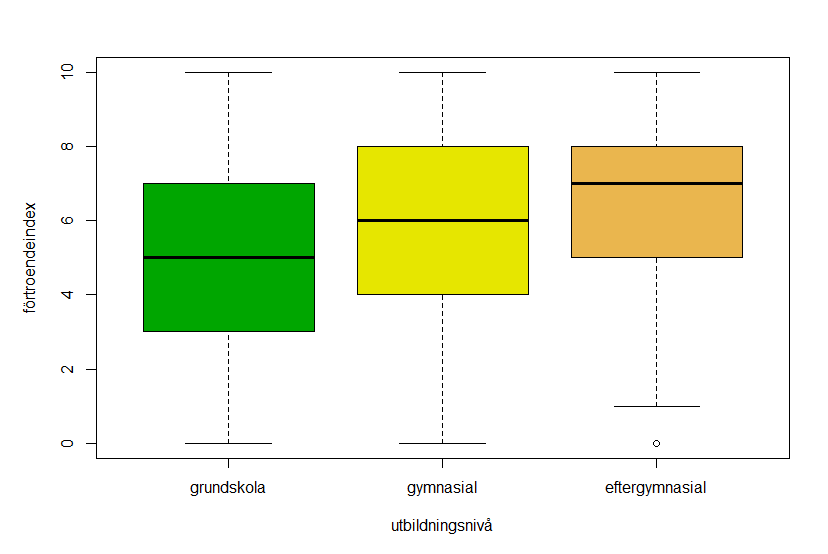 förtroendeindex
10
8
6
4
2
0
grundskola gymnasial eftergymnasial
utbildningsnivå